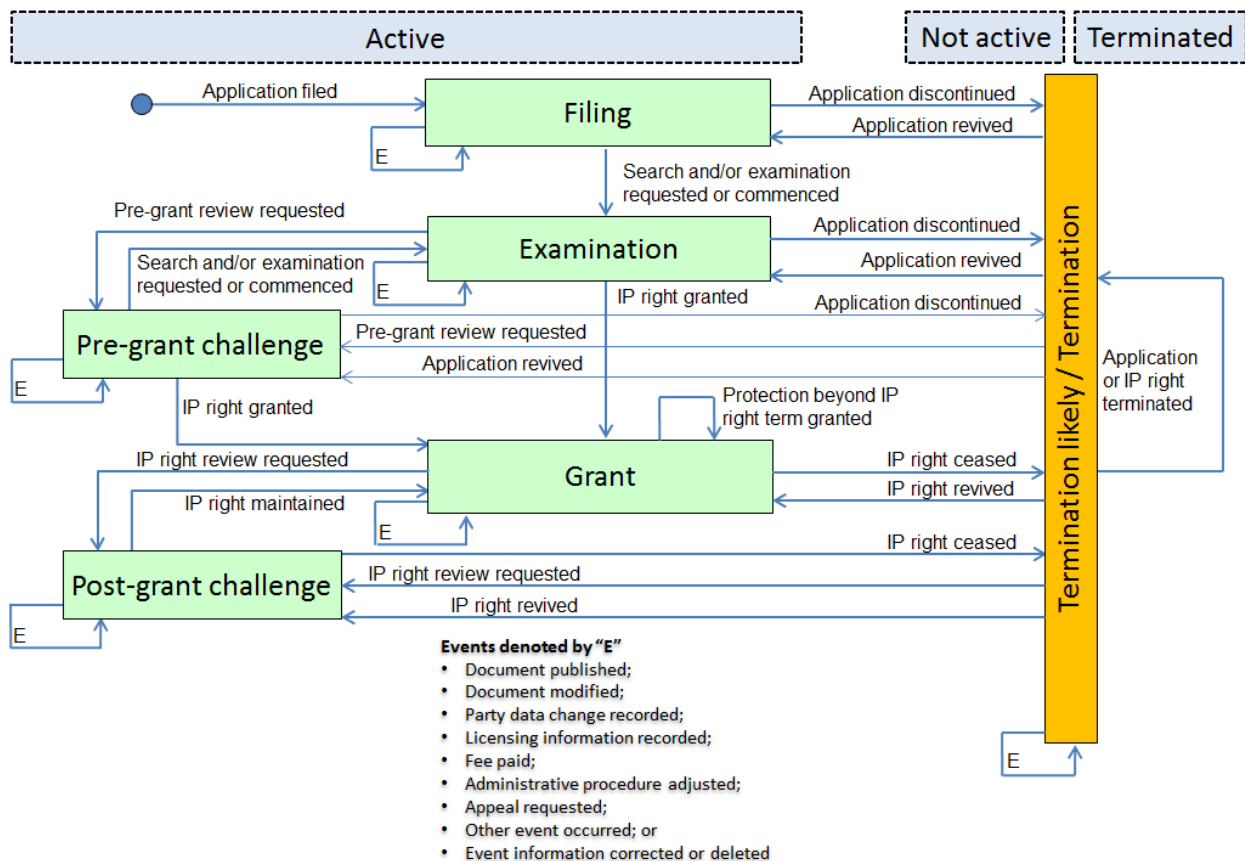 Active
Not active
Terminated
Application filed
Filing
Application discontinued
Application revived
E
Search and/or examination
requested or commenced
Pre-grant review requested
Examination
Application discontinued
Application revived
Search and/or examination
requested or commenced
E
IP right granted
Application discontinued
Pre-grant challenge
Pre-grant review requested
Application revived
E
IP right granted
Protection beyond IP
right term granted
Application
or IP right
terminated
Termination likely / Termination
IP right review requested
Grant
IP right ceased
IP right revived
IP right maintained
E
IP right ceased
Post-grant challenge
IP right review requested
IP right revived
E
Events denoted by “E”
• Document published;
• Document modified;
• Party data change recorded;
• Licensing information recorded;
• Fee paid;
• Administrative procedure adjusted;
• Appeal requested;
• Other event occurred; or
• Event information corrected or deleted
E